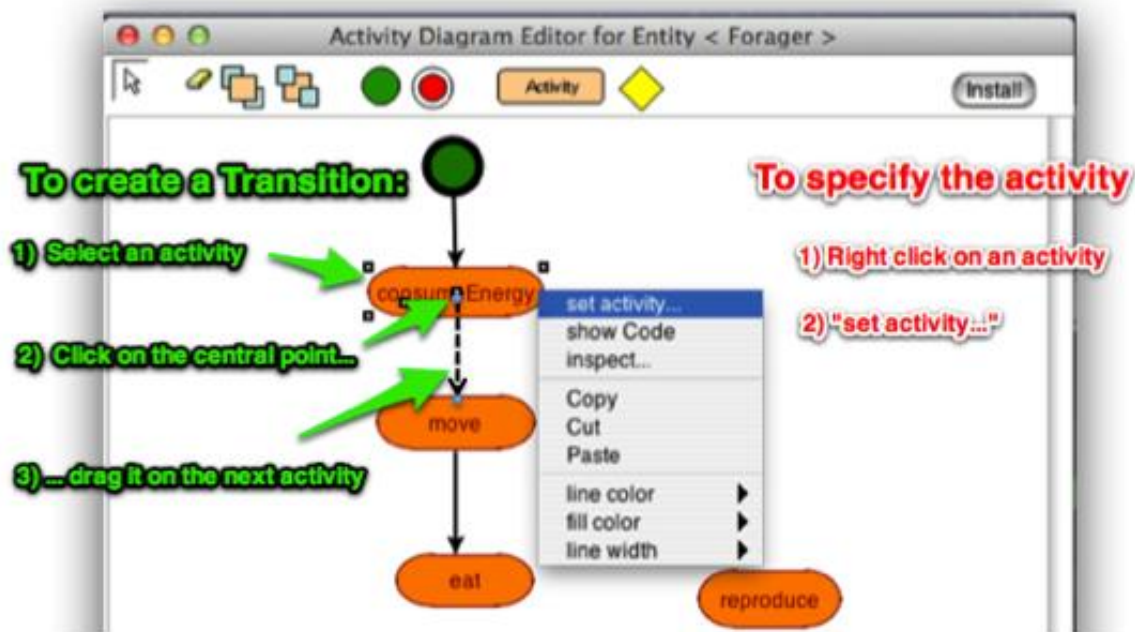 Activity Diagram Editor for Entity < Forager >
Activity
Install
To create a Transition:
1) Select an activity
2) Click on the central point...
3) ... drag it on the next activity
To specify the activity
1) Right click on an activity
2) "set activity..."
consumeEnergy
move
eat
reproduce
set activity...
show Code
inspect...
Copy
Cut
Paste
line color
fill color
line width